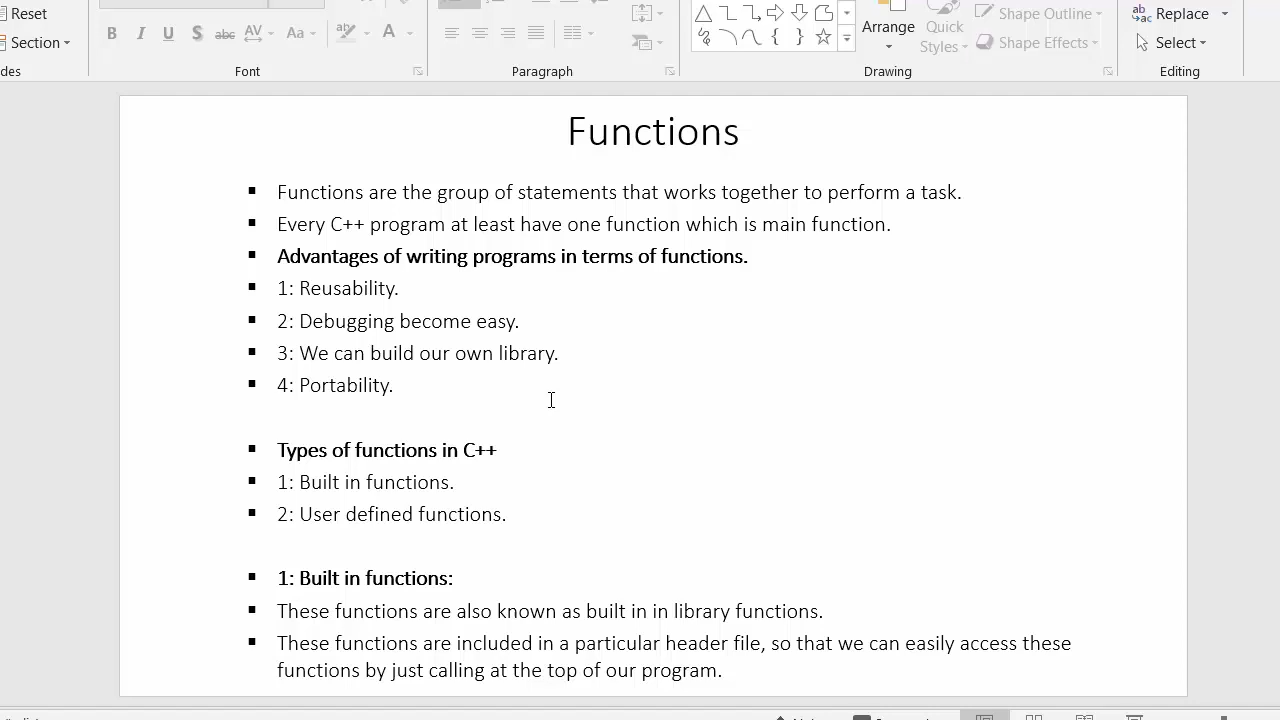 Reset
Replace
Section
B I U S abc AV Aa A
Arrange
Quick
Styles
Shape Outline
Shape Effects
Select
des
Font
Paragraph
Drawing
Editing
Functions
Functions are the group of statements that works together to perform a task.
Every C++ program at least have one function which is main function.
Advantages of writing programs in terms of functions.
1: Reusability.
2: Debugging become easy.
3: We can build our own library.
4: Portability.
Types of functions in C++
1: Built in functions.
2: User defined functions.
1: Built in functions:
These functions are also known as built in in library functions.
These functions are included in a particular header file, so that we can easily access these
functions by just calling at the top of our program.